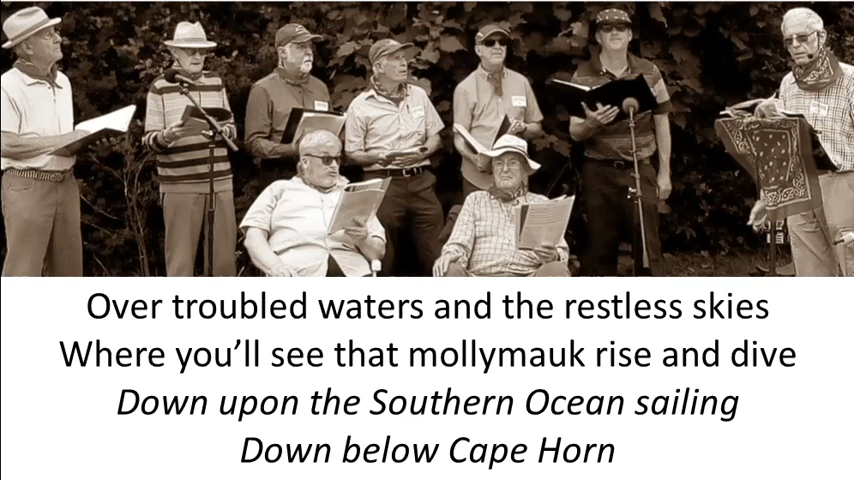 Over troubled waters and the restless skies
Where you’ll see that mollymauk rise and dive
Down upon the Southern Ocean sailing
Down below Cape Horn